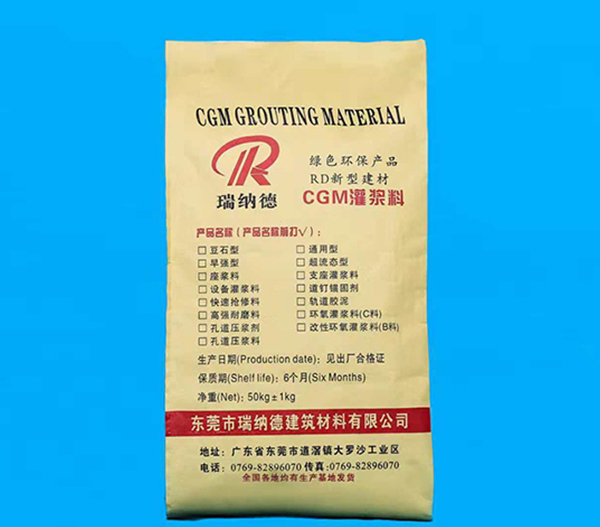 CGM GROUTING MATERIAL
R
瑞纳德
绿色环保产品
RD新型建材
CGM灌浆料
产品名称(产品名称前打√):
□ 豆石型 □ 通用型
□ 早强型 □ 超流态型
□ 座浆料 □ 支座灌浆料
□ 设备灌浆料 □ 道钉锚固剂
□ 快速抢修料 □ 轨道胶泥
□ 高强耐磨料 □ 环氧灌浆料(C料)
□ 孔道压浆剂 □ 改性环氧灌浆料(B料)
□ 孔道压浆料
生产日期(Production date): 见出厂合格证
保质期(Shelf life): 6个月(Six Months)
净重(Net): 50kg±1kg
东莞市瑞纳德建筑材料有限公司
地址: 广东省东莞市道滘镇大罗沙工业区
电话: 0769-82896070 传真:0769-82896070
全国各地均有生产基地发货